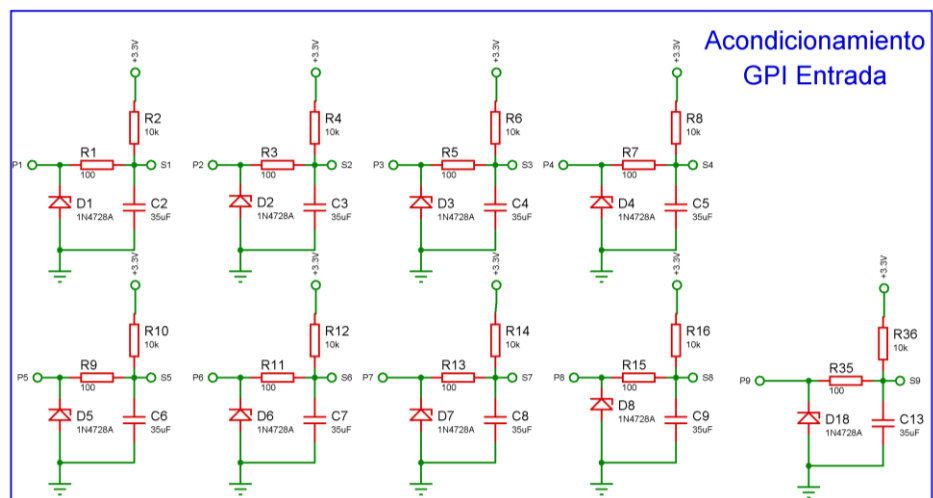 Acondicionamiento
GPI Entrada
+3.3V
+3.3V
+3.3V
+3.3V
R2
10k
R4
10k
R6
10k
R8
10k
P1
R1
100
S1
P2
R3
100
S2
P3
R5
100
S3
P4
R7
100
S4
D1
1N4728A
C2
35uF
D2
1N4728A
C3
35uF
D3
1N4728A
C4
35uF
D4
1N4728A
C5
35uF
+3.3V
+3.3V
+3.3V
+3.3V
+3.3V
R10
10k
R12
10k
R14
10k
R16
10k
R36
10k
P5
R9
100
S5
P6
R11
100
S6
P7
R13
100
S7
P8
R15
100
S8
P9
R35
100
S9
D5
1N4728A
C6
35uF
D6
1N4728A
C7
35uF
D7
1N4728A
C8
35uF
D8
1N4728A
C9
35uF
D18
1N4728A
C13
35uF